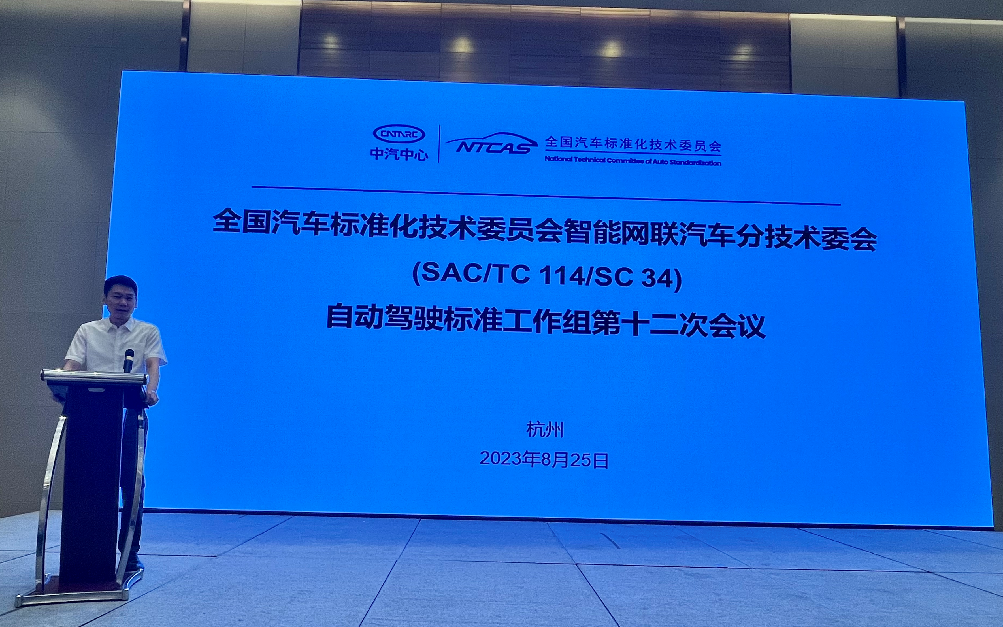 CATARC
中汽中心
NTCAS
全国汽车标准化技术委员会
National Technical Committee of Auto Standardization
全国汽车标准化技术委员会智能网联汽车分技术委会
(SAC/TC 114/SC 34)
自动驾驶标准工作组第十二次会议
杭州
2023年8月25日